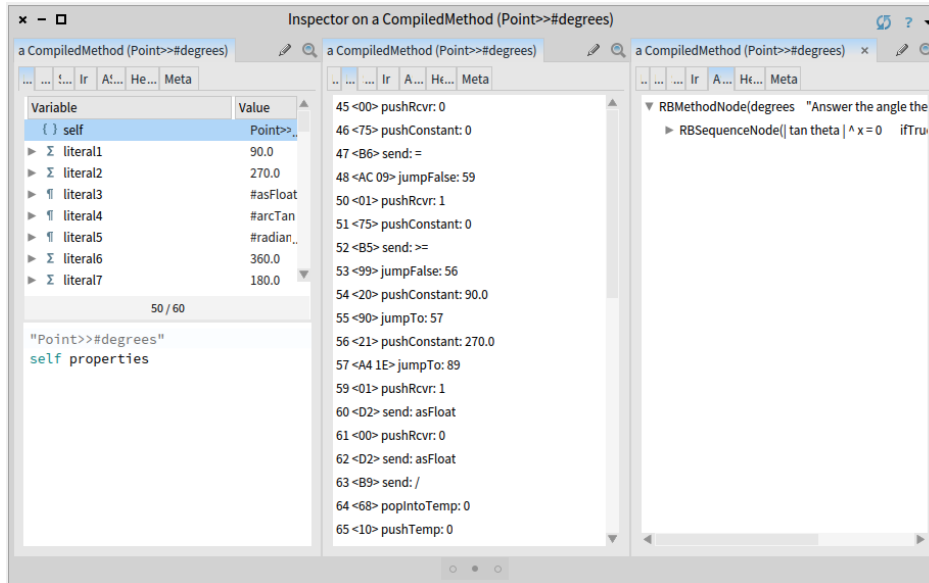 Inspector on a CompiledMethod (Point>>#degrees)
?
a CompiledMethod (Point>>#degrees)
... ... S... Ir A!... He... Meta
Variable Value
{ } self Point>>...
Σ literal1 90.0
Σ literal2 270.0
¶ literal3 #asFloat
¶ literal4 #arcTan
¶ literal5 #radian...
Σ literal6 360.0
Σ literal7 180.0
50 / 60
"Point>>#degrees"
self properties
a CompiledMethod (Point>>#degrees)
.. ... ... Ir A... He... Meta
45 <00> pushRcvr: 0
46 <75> pushConstant: 0
47 <B6> send: =
48 <AC 09> jumpFalse: 59
50 <01> pushRcvr: 1
51 <75> pushConstant: 0
52 <B5> send: >=
53 <99> jumpFalse: 56
54 <20> pushConstant: 90.0
55 <90> jumpTo: 57
56 <21> pushConstant: 270.0
57 <A4 1E> jumpTo: 89
59 <01> pushRcvr: 1
60 <D2> send: asFloat
61 <00> pushRcvr: 0
62 <D2> send: asFloat
63 <B9> send: /
64 <68> popIntoTemp: 0
65 <10> pushTemp: 0
a CompiledMethod (Point>>#degrees) ×
.. ... ... Ir A... He... Meta
RBMethodNode(degrees "Answer the angle the
RBSequenceNode(| tan theta | ^ x = 0 ifTru